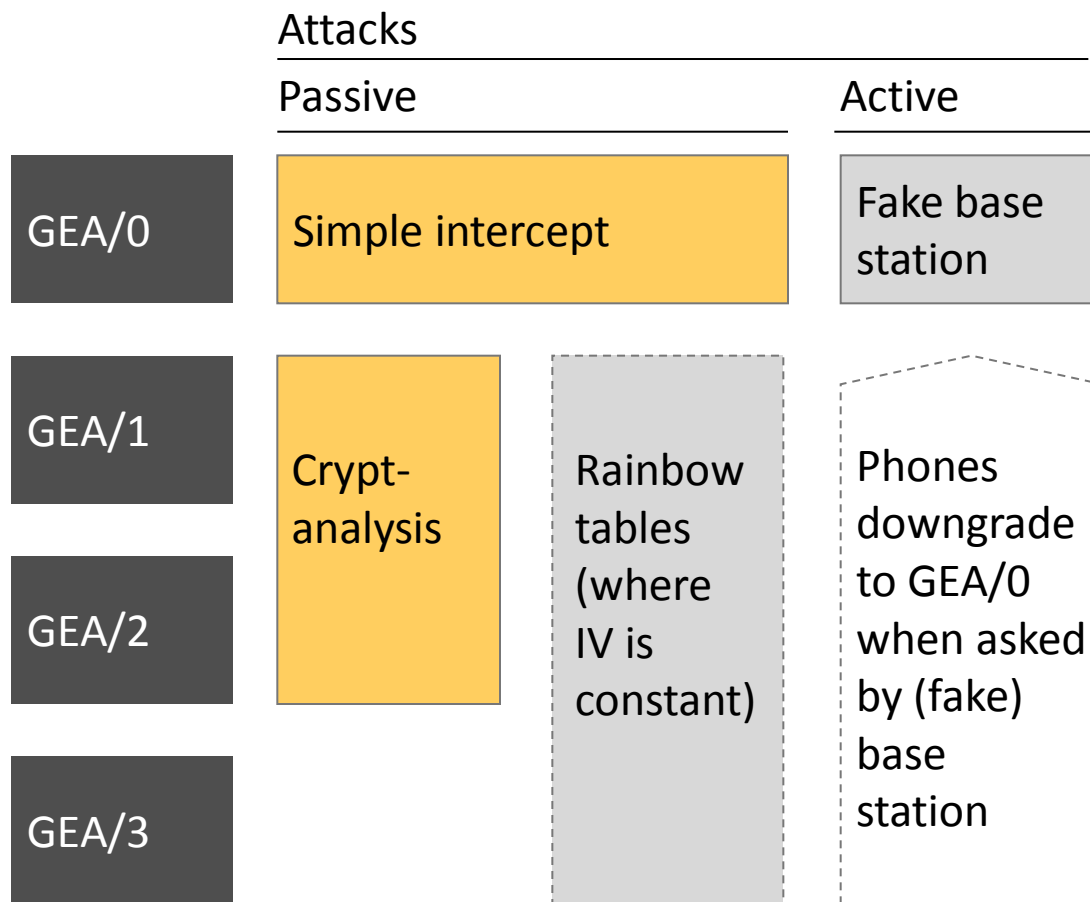 Attacks
Passive
Active
GEA/0
Simple intercept
Fake base
station
GEA/1
GEA/2
GEA/3
Crypt-
analysis
Rainbow
tables
(where
IV is
constant)
Phones
downgrade
to GEA/0
when asked
by (fake)
base
station